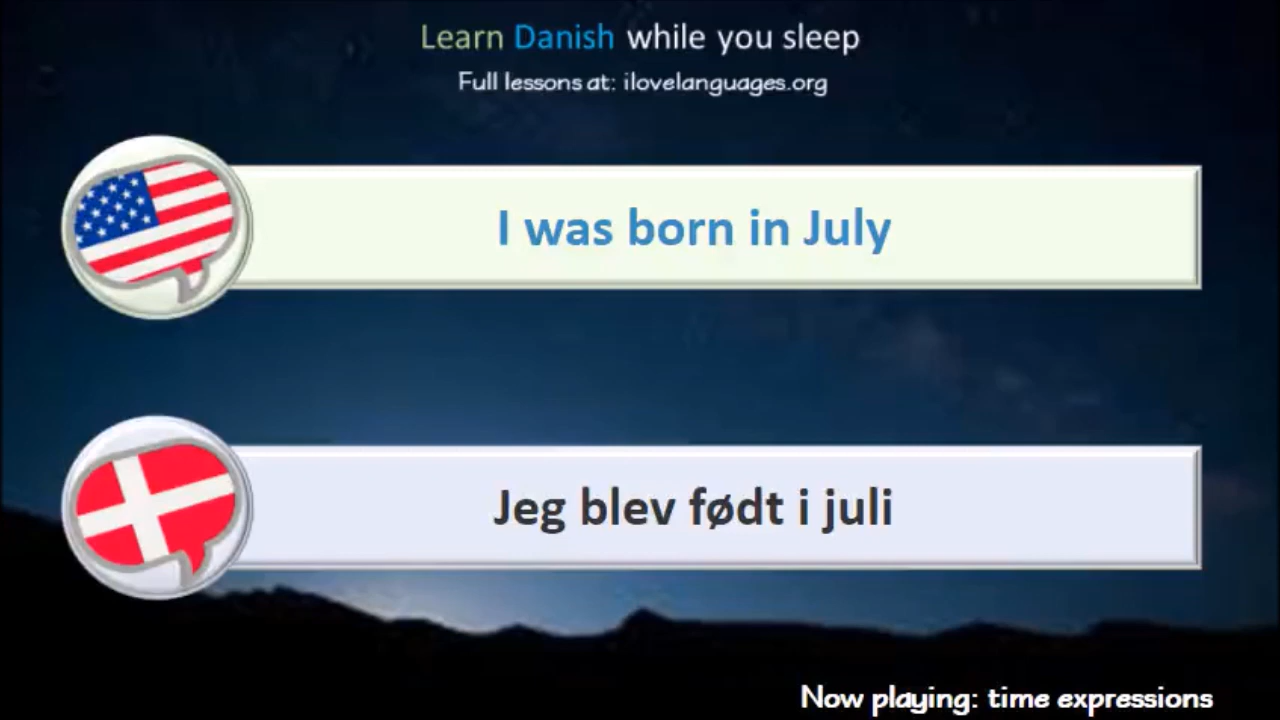 Learn Danish while you sleep
Full lessons at: ilovelanguages.org
I was born in July
Jeg blev født i juli
Now playing: time expressions